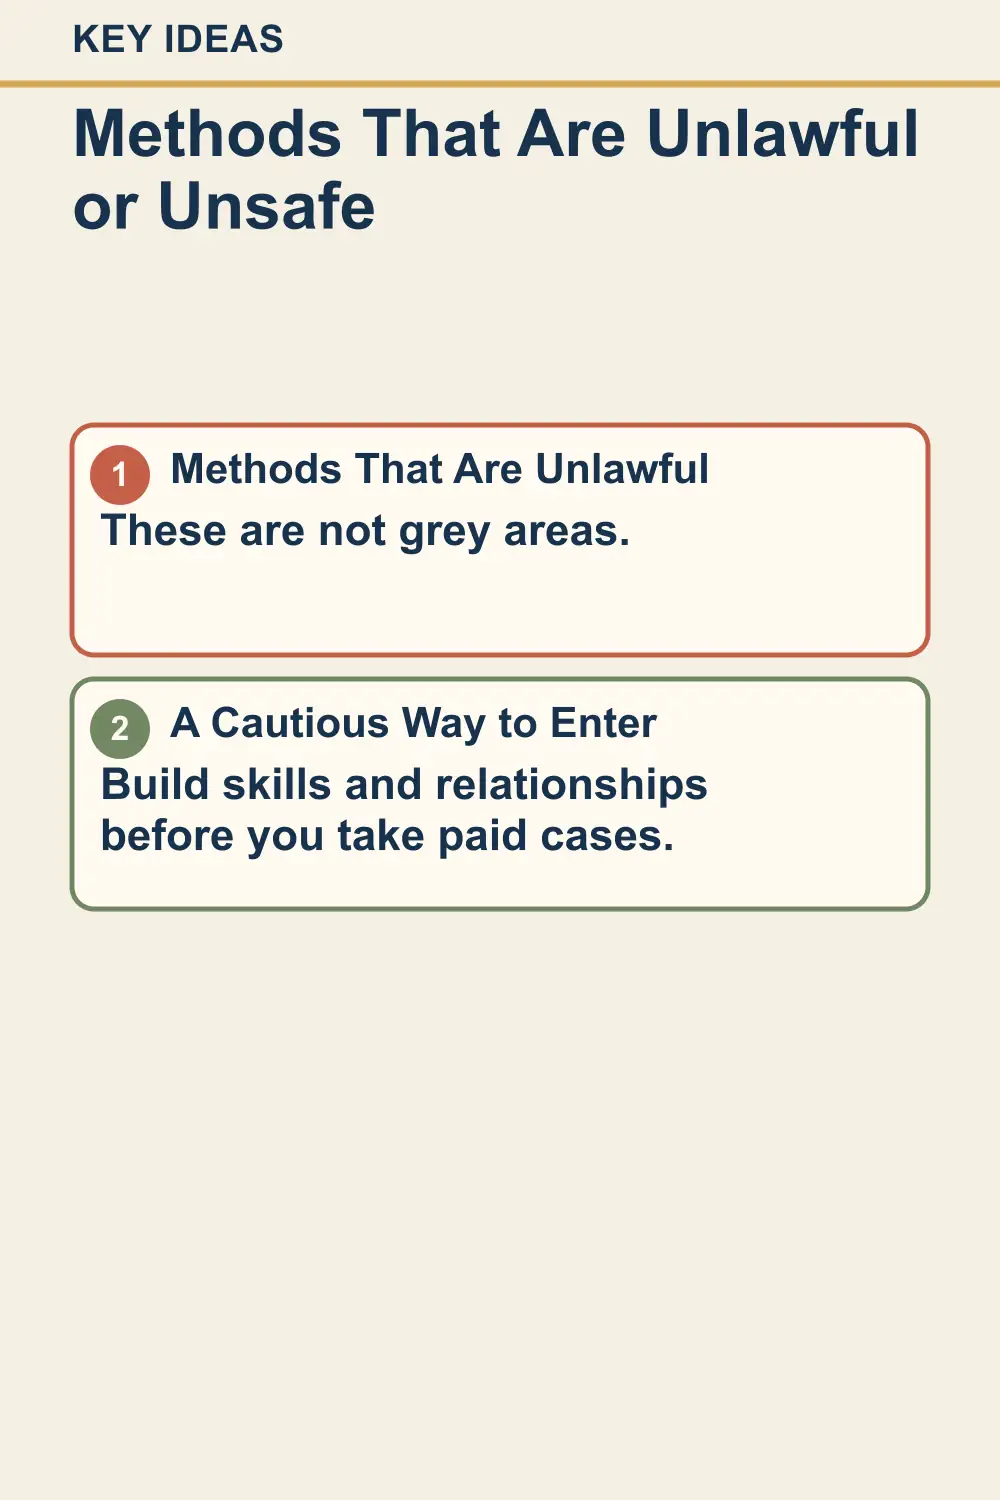 KEY IDEAS
Methods That Are Unlawful
or Unsafe
1 Methods That Are Unlawful
These are not grey areas.
2 A Cautious Way to Enter
Build skills and relationships
before you take paid cases.